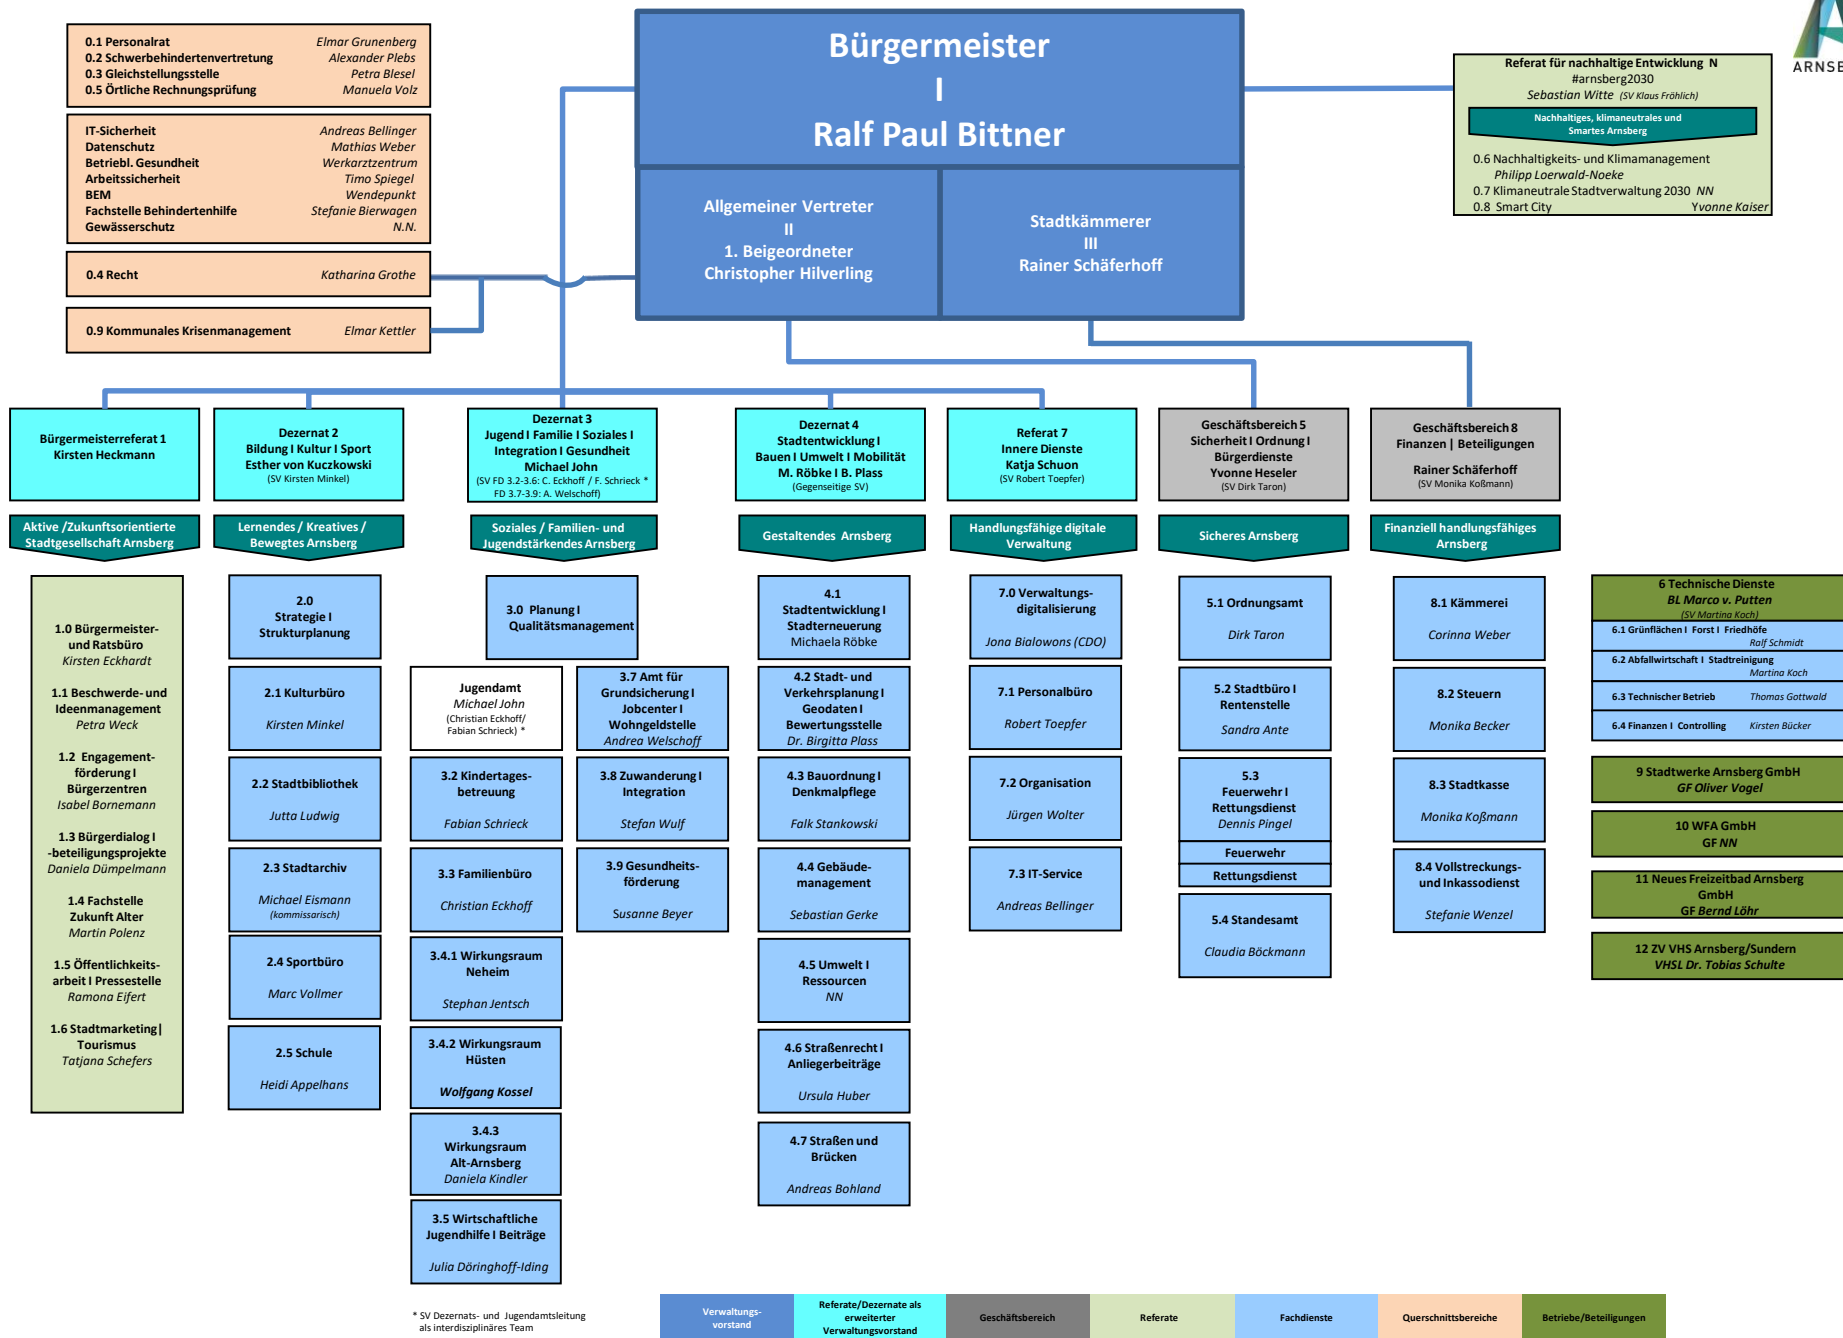 0.1 Personalrat Elmar Grunenberg
0.2 Schwerbehindertenvertretung Alexander Plebs
0.3 Gleichstellungsstelle Petra Blesel
0.5 Örtliche Rechnungsprüfung Manuela Volz
IT-Sicherheit Andreas Bellinger
Datenschutz Mathias Weber
Betriebl. Gesundheit Werkarztzentrum
Arbeitssicherheit Timo Spiegel
BEM Wendepunkt
Fachstelle Behindertenhilfe Stefanie Bierwagen
Gewässerschutz N.N.
0.4 Recht Katharina Grothe
0.9 Kommunales Krisenmanagement Elmar Kettler
Bürgermeister
I
Ralf Paul Bittner
Allgemeiner Vertreter
II
1. Beigeordneter
Christopher Hilverling
Stadtkämmerer
III
Rainer Schäferhoff
Referat für nachhaltige Entwicklung N
#arnsberg2030
Sebastian Witte (SV Klaus Fröhlich)
Nachhaltiges, klimaneutrales und
Smartes Arnsberg
0.6 Nachhaltigkeits- und Klimamanagement
Philipp Loerwald-Noeke
0.7 Klimaneutrale Stadtverwaltung 2030 NN
0.8 Smart City Yvonne Kaiser
ARNSBE
Bürgermeisterreferat 1
Kirsten Heckmann
Aktive /Zukunftsorientierte
Stadtgesellschaft Arnsberg
1.0 Bürgermeister-
und Ratsbüro
Kirsten Eckhardt
1.1 Beschwerde- und
Ideenmanagement
Petra Weck
1.2 Engagement-
förderung I
Bürgerzentren
Isabel Bornemann
1.3 Bürgerdialog I
-beteiligungsprojekte
Daniela Dümpelmann
1.4 Fachstelle
Zukunft Alter
Martin Polenz
1.5 Öffentlichkeits-
arbeit I Pressestelle
Ramona Eifert
1.6 Stadtmarketing|
Tourismus
Tatjana Schefers
Dezernat 2
Bildung I Kultur I Sport
Esther von Kuczkowski
(SV Kirsten Minkel)
Lernendes / Kreatives /
Bewegtes Arnsberg
2.0
Strategie I
Strukturplanung
2.1 Kulturbüro
Kirsten Minkel
2.2 Stadtbibliothek
Jutta Ludwig
2.3 Stadtarchiv
Michael Eismann
(kommissarisch)
2.4 Sportbüro
Marc Vollmer
2.5 Schule
Heidi Appelhans
Dezernat 3
Jugend I Familie I Soziales I
Integration I Gesundheit
Michael John
(SV FD 3.2-3.6: C. Eckhoff / F. Schrieck *
FD 3.7-3.9: A. Welschoff)
Soziales / Familien- und
Jugendstärkendes Arnsberg
3.0 Planung I
Qualitätsmanagement
Jugendamt
Michael John
(Christian Eckhoff/
Fabian Schrieck) *
3.2 Kindertages-
betreuung
Fabian Schrieck
3.3 Familienbüro
Christian Eckhoff
3.4.1 Wirkungsraum
Neheim
Stephan Jentsch
3.4.2 Wirkungsraum
Hüsten
Wolfgang Kossel
3.4.3
Wirkungsraum
Alt-Arnsberg
Daniela Kindler
3.5 Wirtschaftliche
Jugendhilfe I Beiträge
Julia Döringhoff-Iding
3.7 Amt für
Grundsicherung I
Jobcenter I
Wohngeldstelle
Andrea Welschoff
3.8 Zuwanderung I
Integration
Stefan Wulf
3.9 Gesundheits-
förderung
Susanne Beyer
Dezernat 4
Stadtentwicklung I
Bauen I Umwelt I Mobilität
M. Röbke I B. Plass
(Gegenseitige SV)
Gestaltendes Arnsberg
4.1
Stadtentwicklung I
Stadterneuerung
Michaela Röbke
4.2 Stadt- und
Verkehrsplanung I
Geodaten I
Bewertungsstelle
Dr. Birgitta Plass
4.3 Bauordnung I
Denkmalpflege
Falk Stankowski
4.4 Gebäude-
management
Sebastian Gerke
4.5 Umwelt I
Ressourcen
NN
4.6 Straßenrecht I
Anliegerbeiträge
Ursula Huber
4.7 Straßen und
Brücken
Andreas Bohland
Referat 7
Innere Dienste
Katja Schuon
(SV Robert Toepfer)
Handlungsfähige digitale
Verwaltung
7.0 Verwaltungs-
digitalisierung
Jona Bialowons (CDO)
7.1 Personalbüro
Robert Toepfer
7.2 Organisation
Jürgen Wolter
7.3 IT-Service
Andreas Bellinger
Geschäftsbereich 5
Sicherheit I Ordnung I
Bürgerdienste
Yvonne Heseler
(SV Dirk Taron)
Sicheres Arnsberg
5.1 Ordnungsamt
Dirk Taron
5.2 Stadtbüro I
Rentenstelle
Sandra Ante
5.3
Feuerwehr I
Rettungsdienst
Dennis Pingel
Feuerwehr
Rettungsdienst
5.4 Standesamt
Claudia Böckmann
Geschäftsbereich 8
Finanzen | Beteiligungen
Rainer Schäferhoff
(SV Monika Koßmann)
Finanziell handlungsfähiges
Arnsberg
8.1 Kämmerei
Corinna Weber
8.2 Steuern
Monika Becker
8.3 Stadtkasse
Monika Koßmann
8.4 Vollstreckungs-
und Inkassodienst
Stefanie Wenzel
6 Technische Dienste
BL Marco v. Putten
(SV Martina Koch)
6.1 Grünflächen I Forst I Friedhöfe
Ralf Schmidt
6.2 Abfallwirtschaft I Stadtreinigung
Martina Koch
6.3 Technischer Betrieb Thomas Gottwald
6.4 Finanzen I Controlling Kirsten Bücker
9 Stadtwerke Arnsberg GmbH
GF Oliver Vogel
10 WFA GmbH
GF NN
11 Neues Freizeitbad Arnsberg
GmbH
GF Bernd Löhr
12 ZV VHS Arnsberg/Sundern
VHSL Dr. Tobias Schulte
* SV Dezernats- und Jugendamtsleitung
als interdisziplinäres Team
Verwaltungs-
vorstand
Referate/Dezernate als
erweiterter
Verwaltungsvorstand
Geschäftsbereich
Referate
Fachdienste
Querschnittsbereiche
Betriebe/Beteiligungen